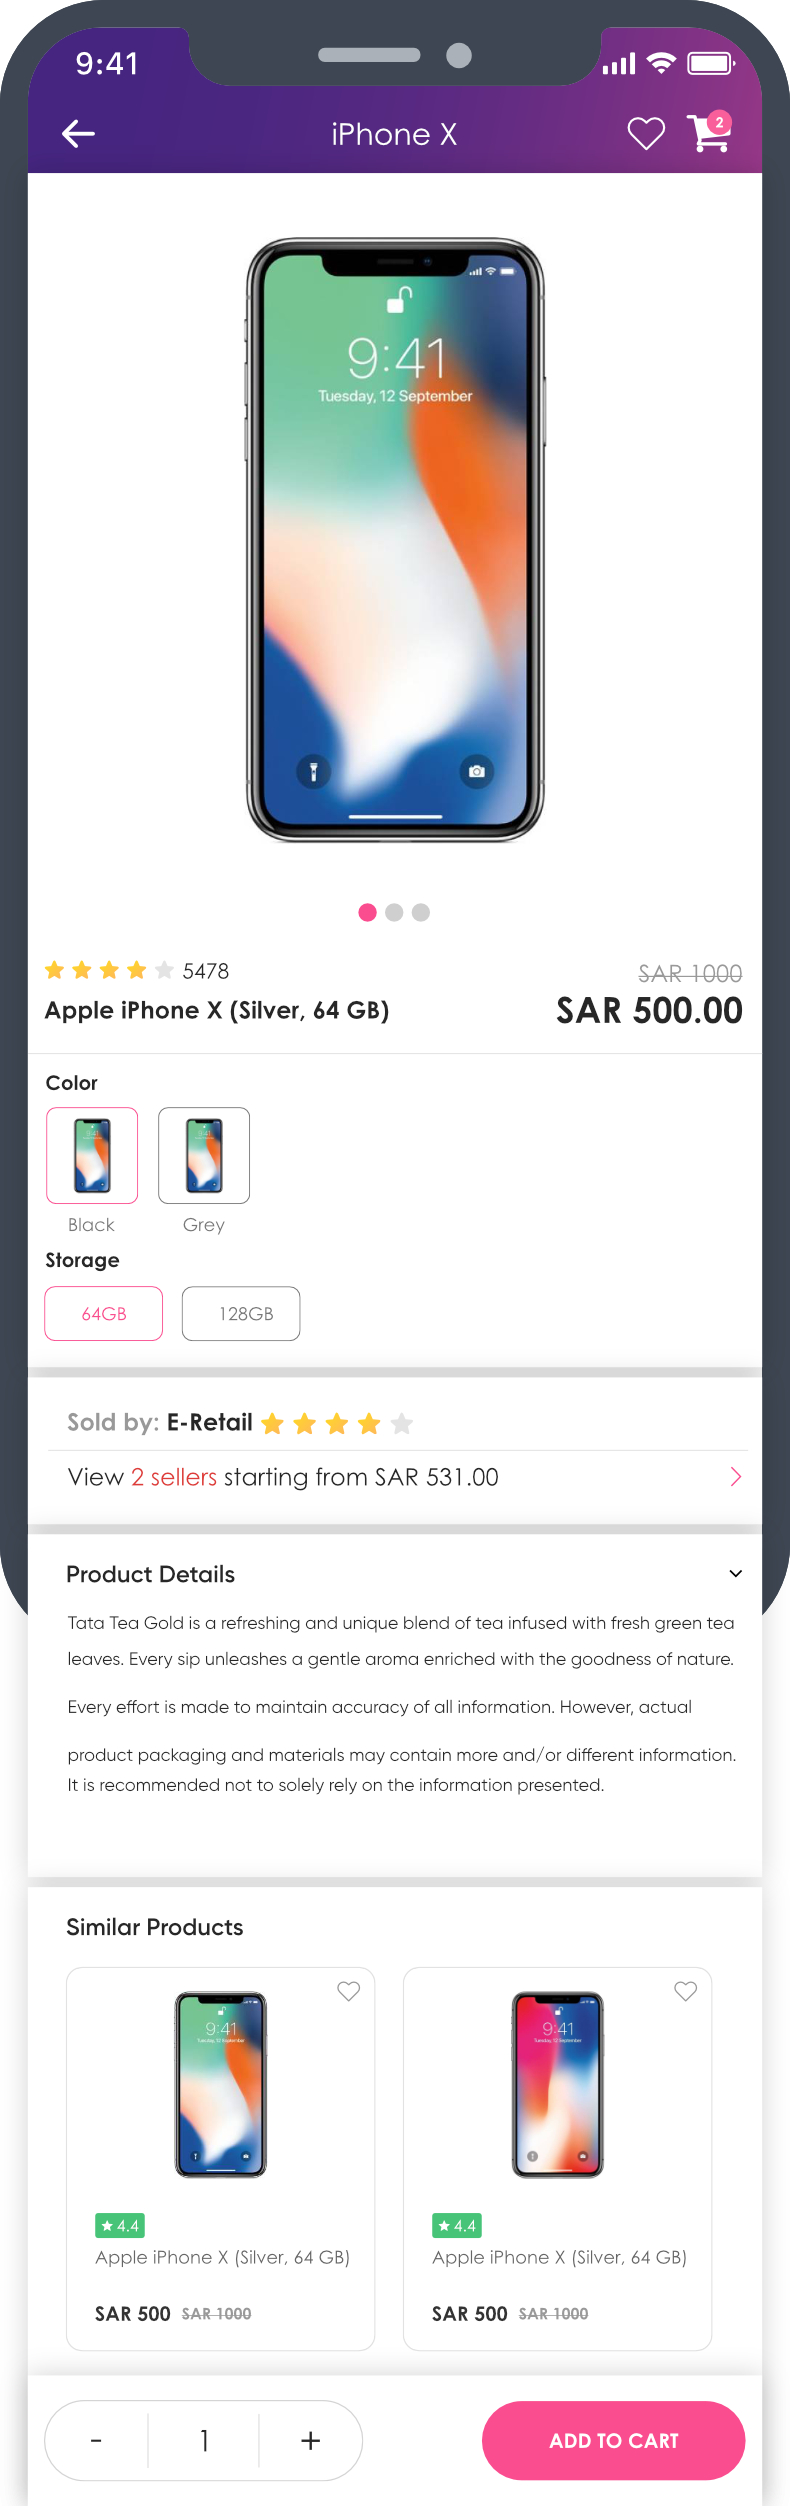 9:41
iPhone X
2
9:41
Tuesday, 12 September
5478
SAR 1000
Apple iPhone X (Silver, 64 GB)
SAR 500.00
Color
Black
Grey
Storage
64GB
128GB
Sold by: E-Retail
View 2 sellers starting from SAR 531.00
Product Details
Tata Tea Gold is a refreshing and unique blend of tea infused with fresh green tea
leaves. Every sip unleashes a gentle aroma enriched with the goodness of nature.
Every effort is made to maintain accuracy of all information. However, actual
product packaging and materials may contain more and/or different information.
It is recommended not to solely rely on the information presented.
Similar Products
9:41
Tuesday, 12 September
9:41
Tuesday, 12 September
4.4
4.4
Apple iPhone X (Silver, 64 GB)
Apple iPhone X (Silver, 64 GB)
SAR 500 SAR 1000
SAR 500 SAR 1000
- 1 +
ADD TO CART